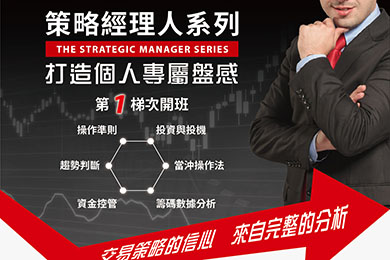 策略經理人系列
THE STRATEGIC MANAGER SERIES
打造個人專屬盤感
第1梯次開班
操作準則 投資與投機
趨勢判斷 當沖操作法
資金控管 籌碼數據分析
交易策略的信心 來自完整的分析